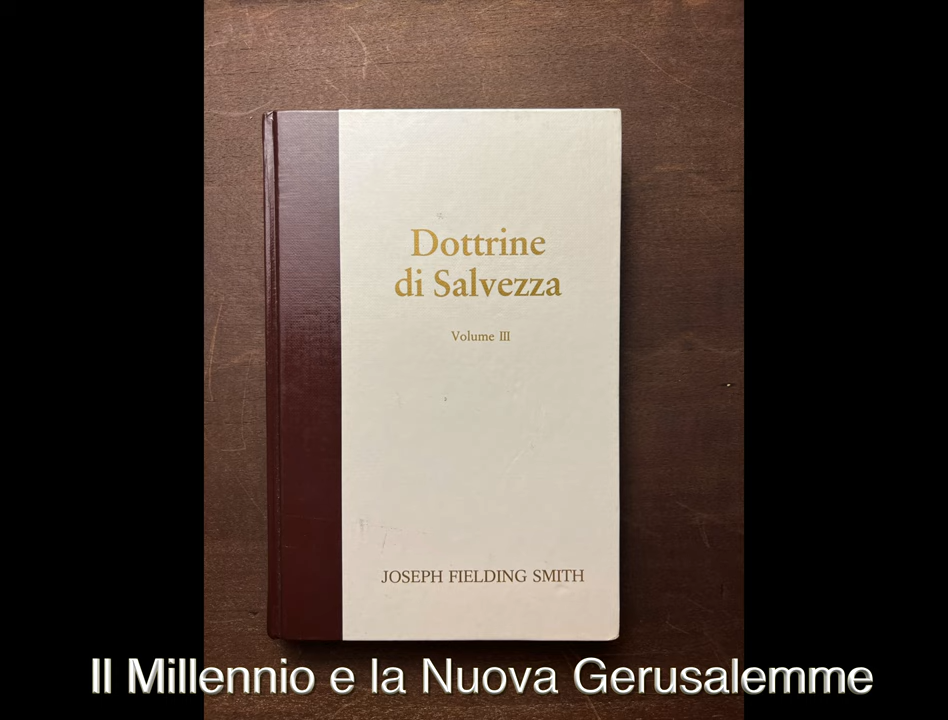 Dottrine
di Salvezza
Volume III
JOSEPH FIELDING SMITH
Il Millennio e la Nuova Gerusalemme